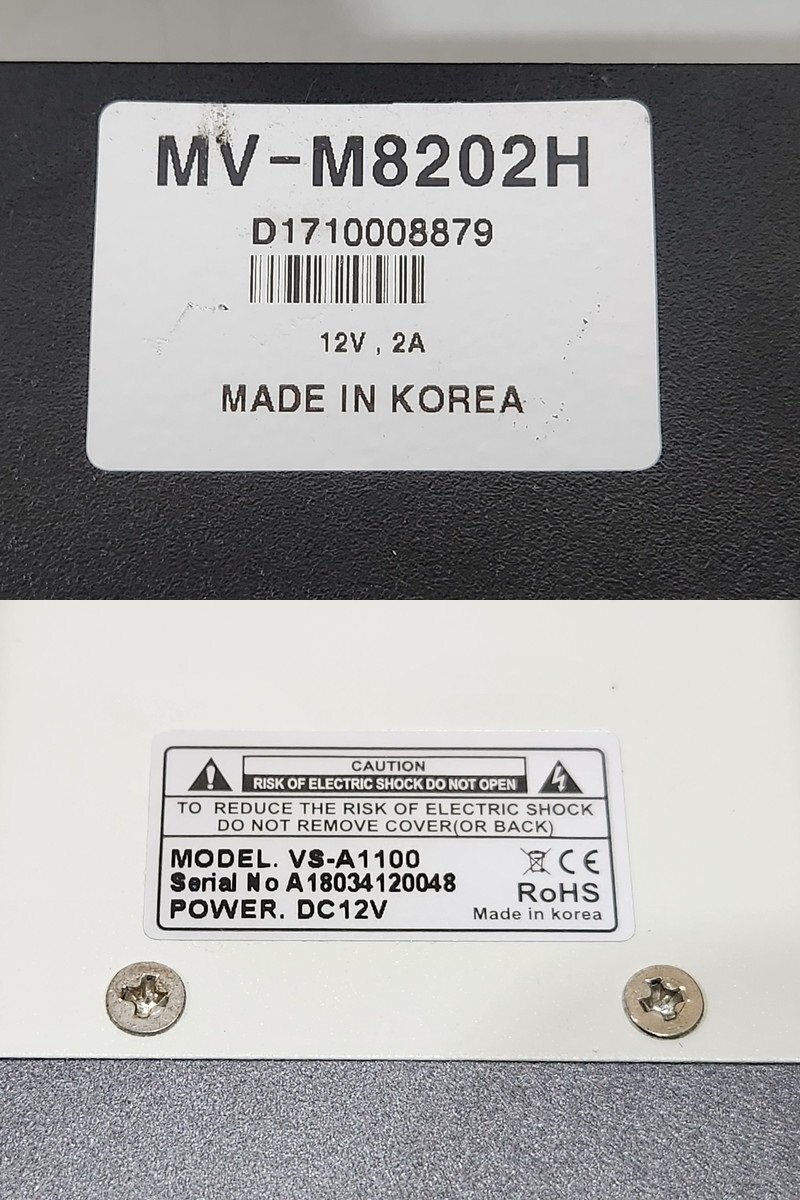 MV-M8202H
D1710008879
12V , 2A
MADE IN KOREA
CAUTION
RISK OF ELECTRIC SHOCK DO NOT OPEN
TO REDUCE THE RISK OF ELECTRIC SHOCK
DO NOT REMOVE COVER(OR BACK)
MODEL. VS-A1100
Serial No A18034120048
POWER. DC12V
CE
RoHS
Made in korea